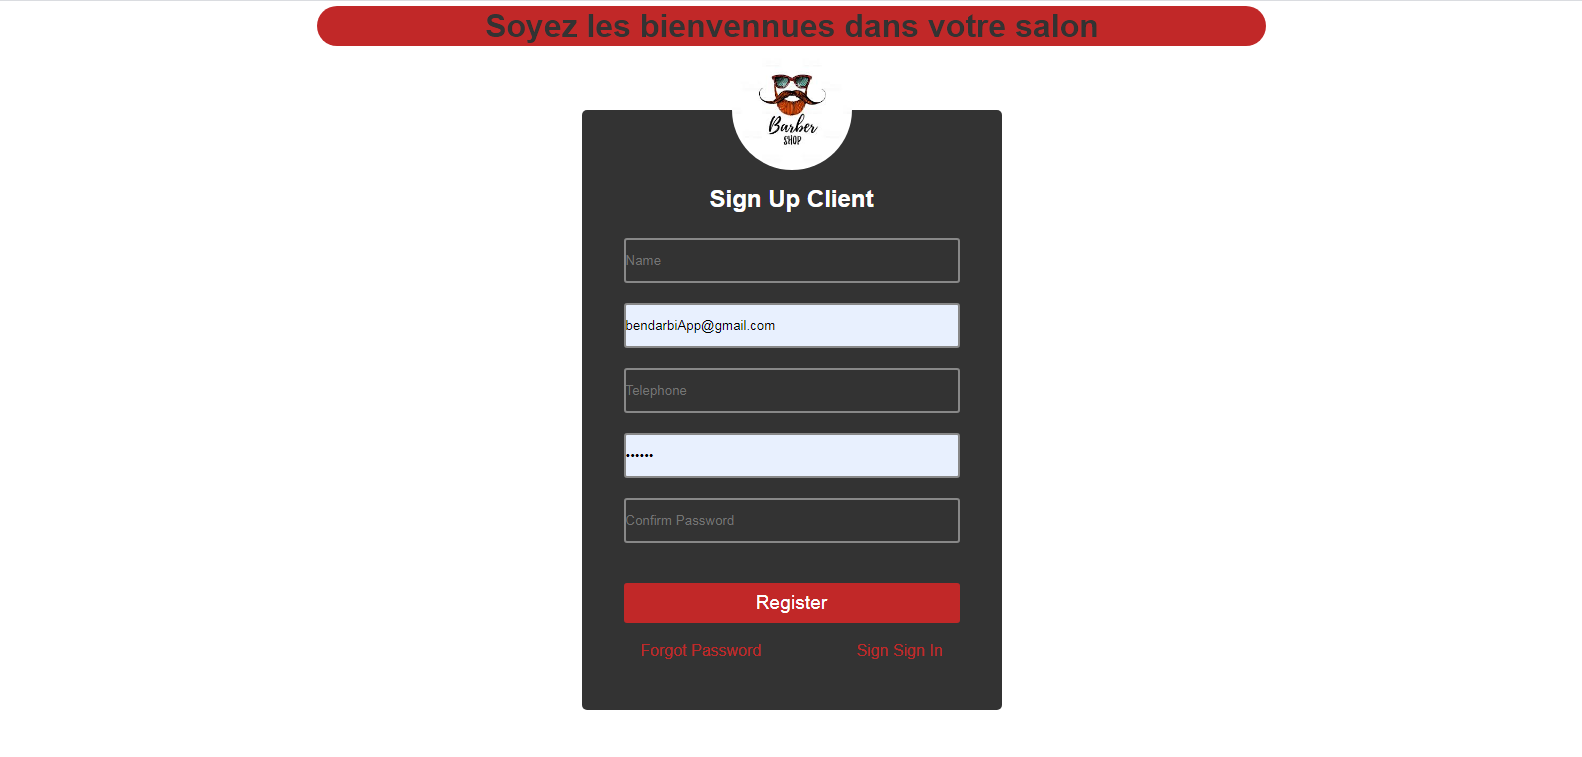 Soyez les bienvennues dans votre salon
Barber
SHOP
Sign Up Client
Name
bendarbiApp@gmail.com
Telephone
••••••
Confirm Password
Register
Forgot Password
Sign Sign In